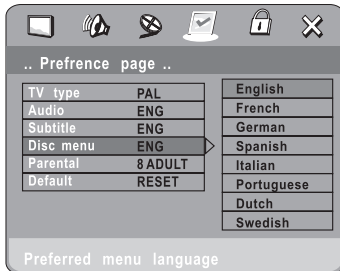 .. Prefrence page ..
TV type PAL
Audio ENG
Subtitle ENG
Disc menu ENG
Parental 8 ADULT
Default RESET
English
French
German
Spanish
Italian
Portuguese
Dutch
Swedish
Preferred menu language